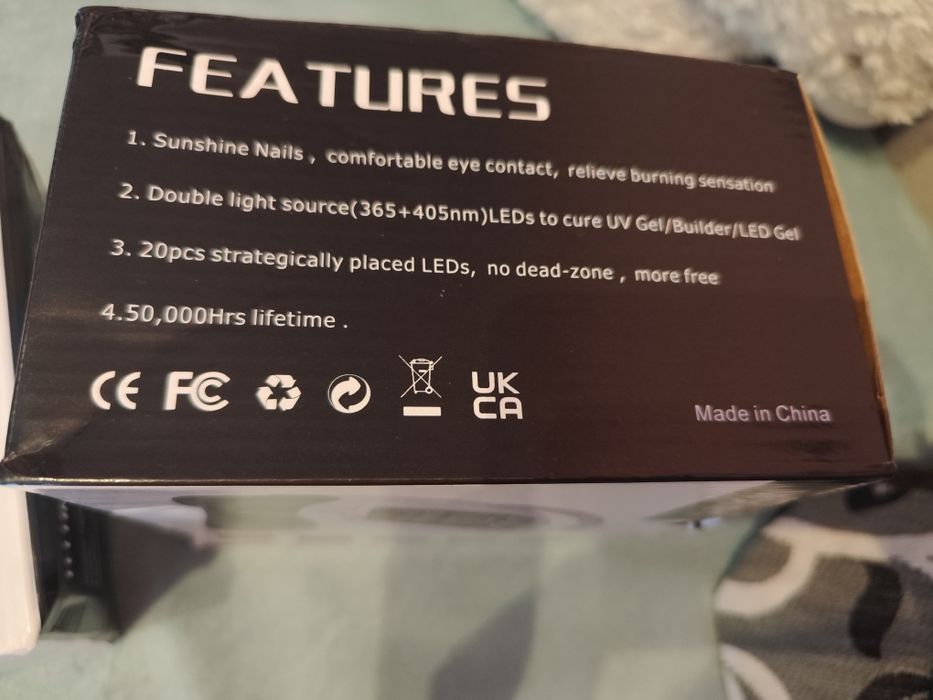 FEATURES
1. Sunshine Nails , comfortable eye contact, relieve burning sensation
2. Double light source(365+405nm)LEDs to cure UV Gel/Builder/LED Gel
3. 20pcs strategically placed LEDs, no dead-zone , more free
4.50,000Hrs lifetime .
CE FC UK
CA
Made in China